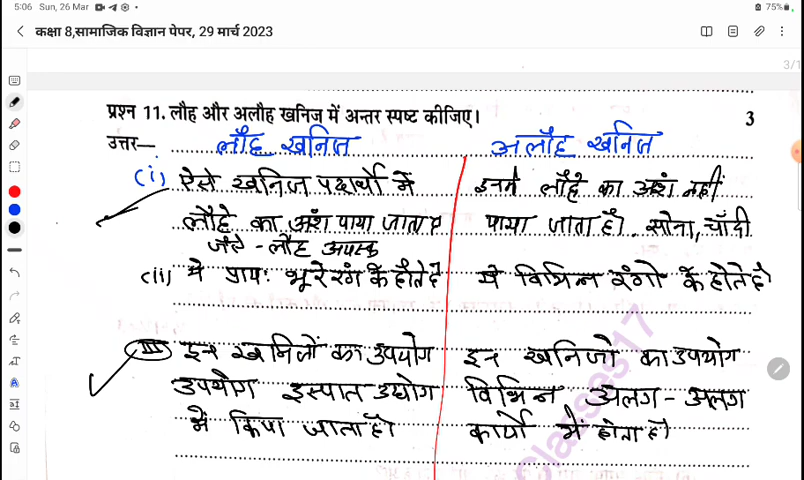 5:06 Sun, 26 Mar 75%
कक्षा 8,सामाजिक विज्ञान पेपर, 29 मार्च 2023
3/1
प्रश्न 11. लौह और अलौह खनिज में अन्तर स्पष्ट कीजिए। 3
उत्तर— लौह खनिज अलौह खनिज
(i) ऐसे खनिज पदार्थो में इनमे लौहे का अंश नहीं
लौहे का अंश पाया जाता है पाया जाता है। सोना, चाँदी
जैसे - लौह अयस्क
(ii) ये प्रायः भूरे रंग के होते है ये विभिन्न रंगो के होते है
III इन खनिजों का उपयोग इन खनिजो का उपयोग
उपयोग इस्पात उद्योग विभिन्न अलग-अलग
में किया जाता है। कार्यो में होता है।
Classes17